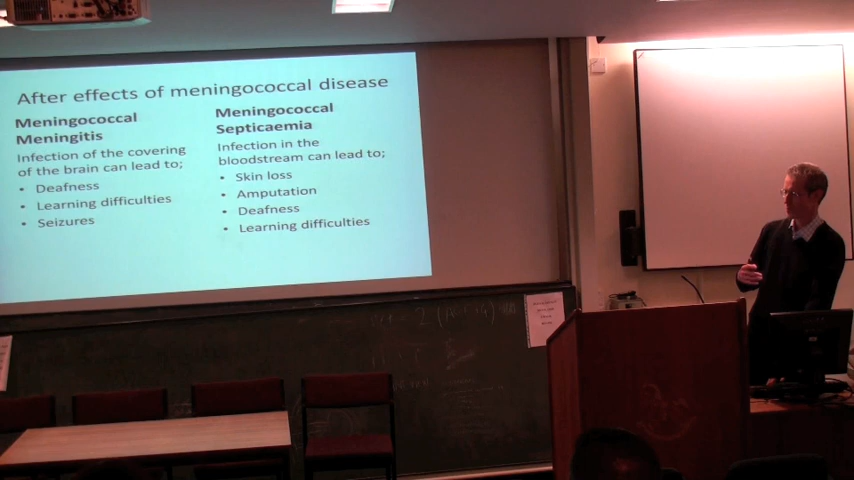 After effects of meningococcal disease
Meningococcal
Meningitis
Infection of the covering
of the brain can lead to;
• Deafness
• Learning difficulties
• Seizures
Meningococcal
Septicaemia
Infection in the
bloodstream can lead to;
• Skin loss
• Amputation
• Deafness
• Learning difficulties